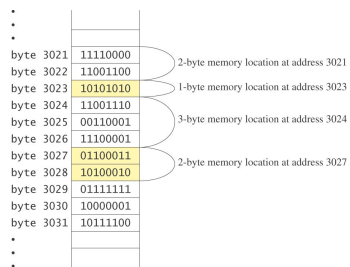 •
•
•
byte 3021 11110000
2-byte memory location at address 3021
byte 3022 11001100
byte 3023 10101010 1-byte memory location at address 3023
byte 3024 11001110
3-byte memory location at address 3024
byte 3025 00110001
byte 3026 11100001
byte 3027 01100011
2-byte memory location at address 3027
byte 3028 10100010
byte 3029 01111111
byte 3030 10000001
byte 3031 10111100
•
•
•